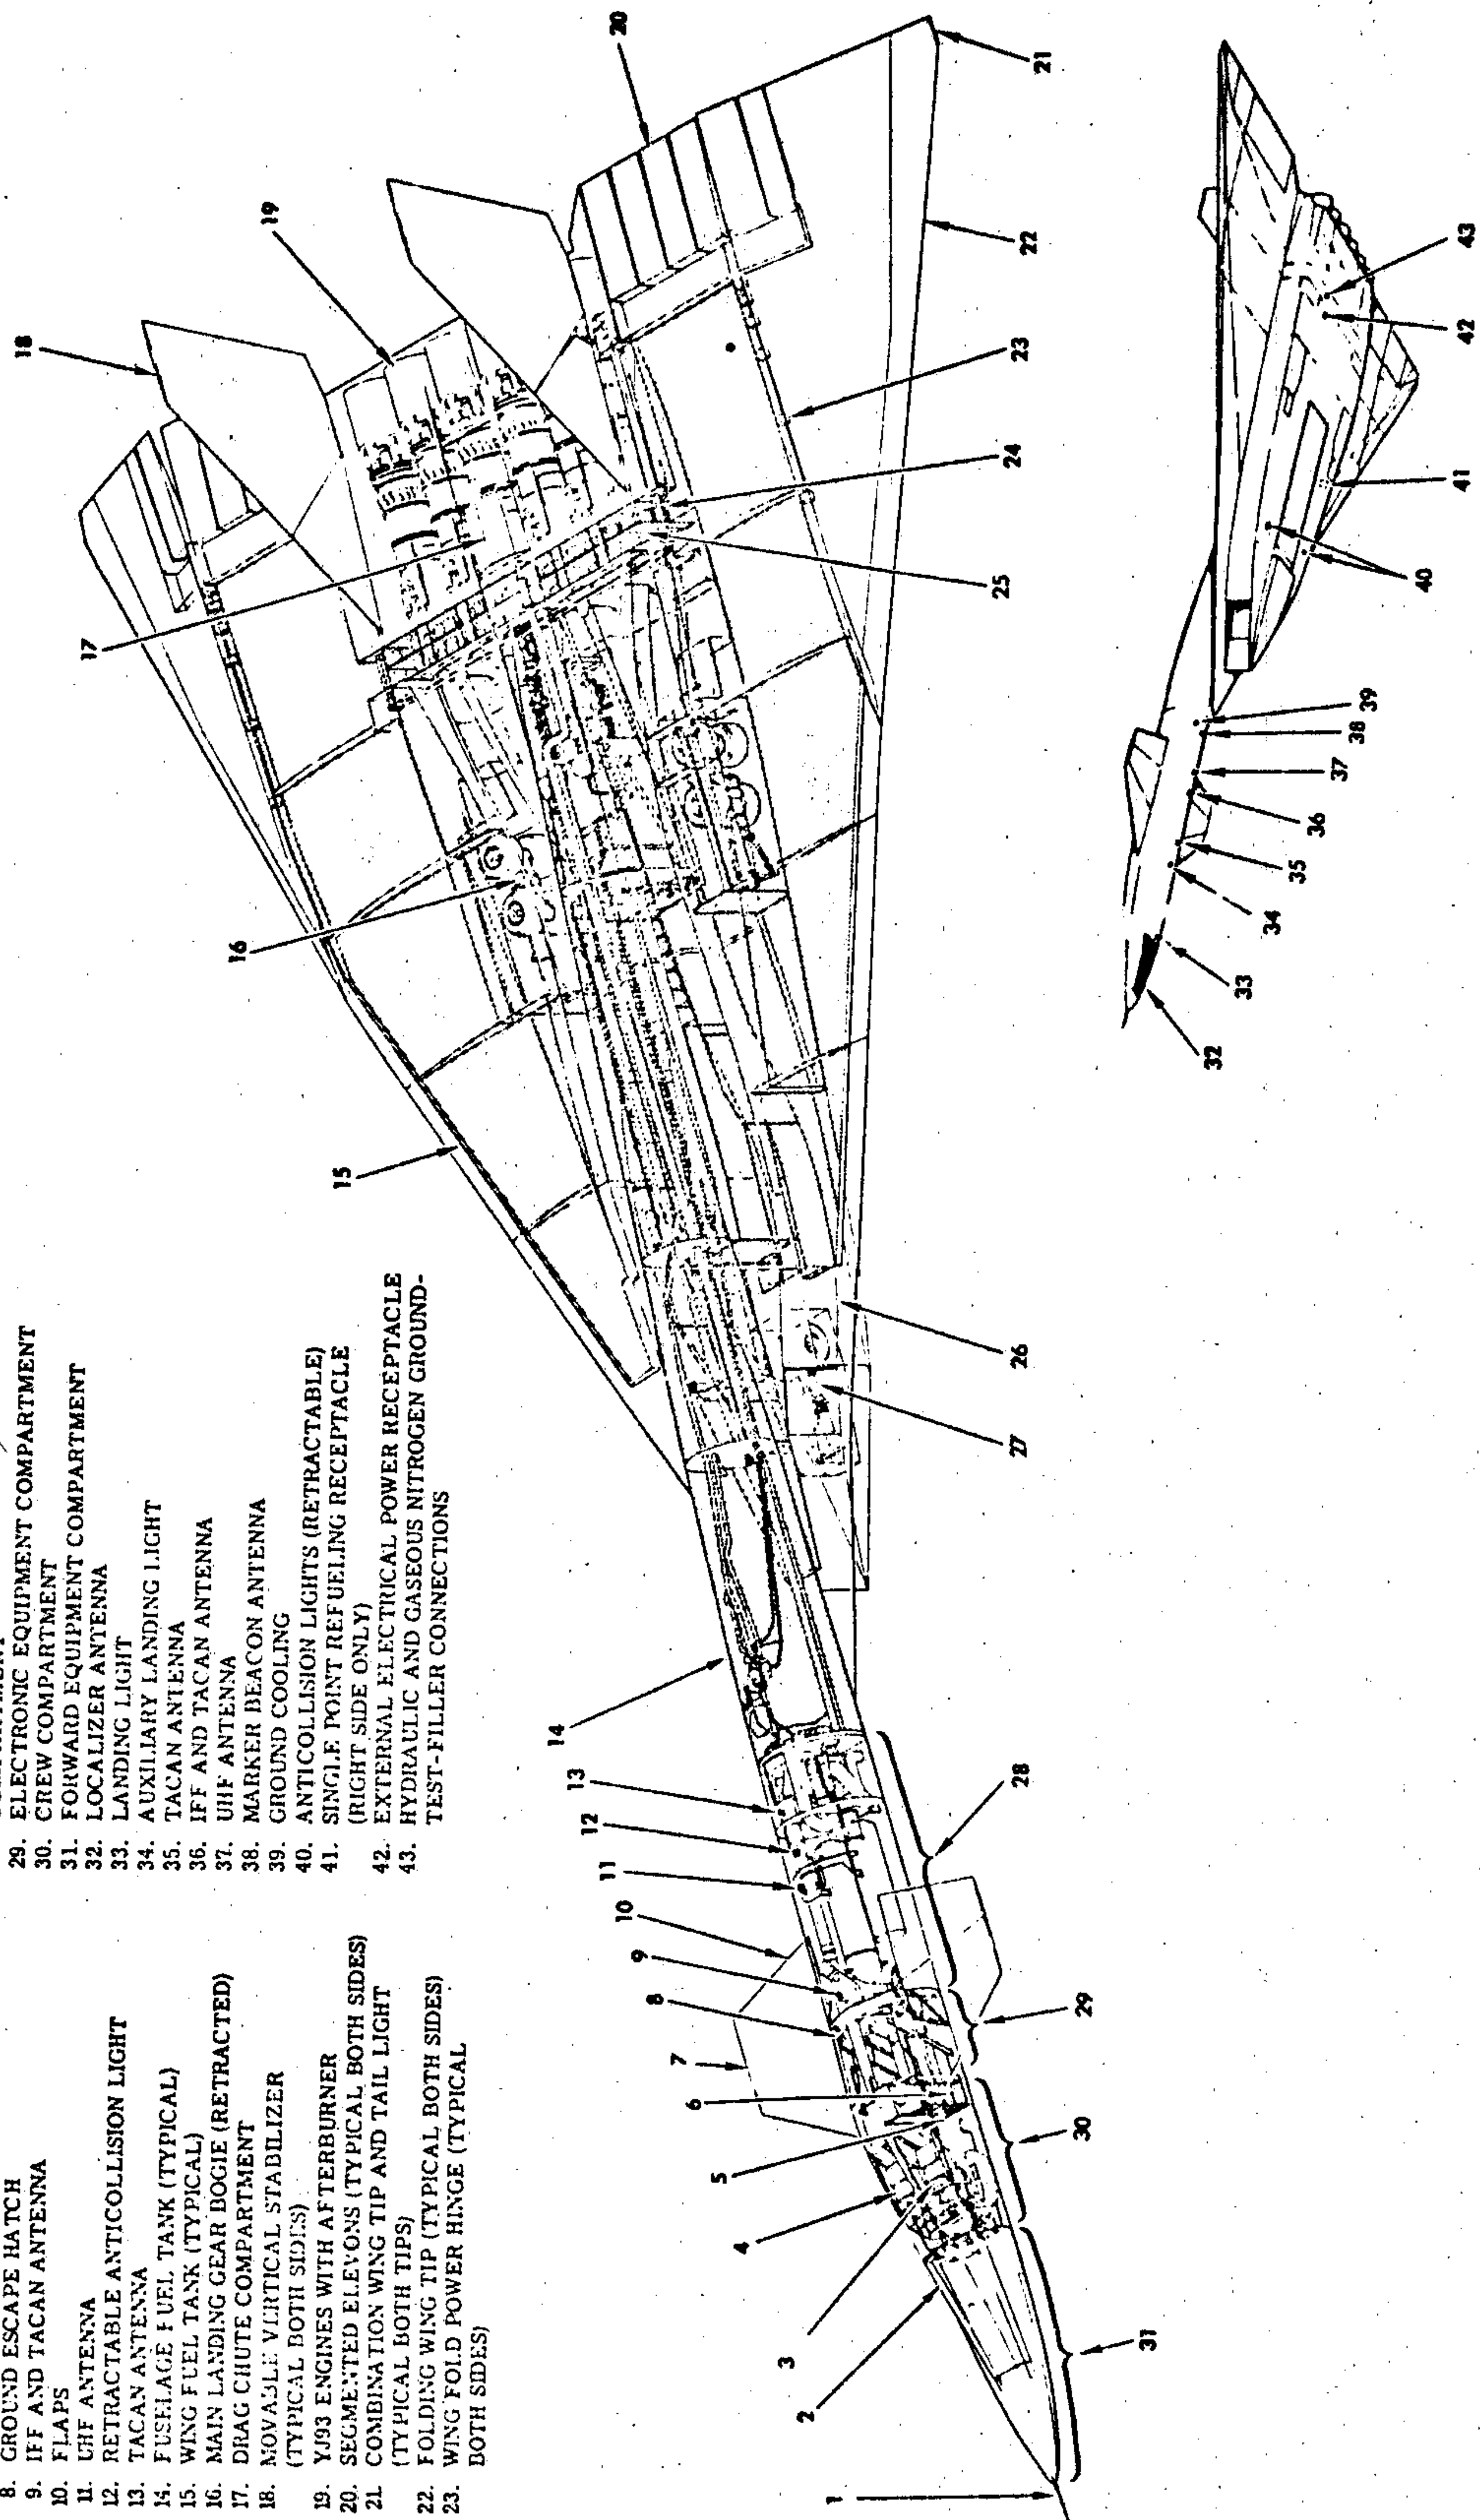 8. GROUND ESCAPE HATCH
9. IFF AND TACAN ANTENNA
10. FLAPS
11. UHF ANTENNA
12. RETRACTABLE ANTICOLLISION LIGHT
13. TACAN ANTENNA
14. FUSELAGE FUEL TANK (TYPICAL)
15. WING FUEL TANK (TYPICAL)
16. MAIN LANDING GEAR BOGIE (RETRACTED)
17. DRAG CHUTE COMPARTMENT
18. MOVABLE VERTICAL STABILIZER
(TYPICAL BOTH SIDES)
19. YJ93 ENGINES WITH AFTERBURNER
20. SEGMENTED ELEVONS (TYPICAL BOTH SIDES)
21. COMBINATION WING TIP AND TAIL LIGHT
(TYPICAL BOTH TIPS)
22. FOLDING WING TIP (TYPICAL BOTH SIDES)
23. WING FOLD POWER HINGE (TYPICAL
BOTH SIDES)
29. ELECTRONIC EQUIPMENT COMPARTMENT
30. CREW COMPARTMENT
31. FORWARD EQUIPMENT COMPARTMENT
32. LOCALIZER ANTENNA
33. LANDING LIGHT
34. AUXILIARY LANDING LIGHT
35. TACAN ANTENNA
36. IFF AND TACAN ANTENNA
37. UHF ANTENNA
38. MARKER BEACON ANTENNA
39. GROUND COOLING
40. ANTICOLLISION LIGHTS (RETRACTABLE)
41. SINGLE POINT REFUELING RECEPTACLE
(RIGHT SIDE ONLY)
42. EXTERNAL ELECTRICAL POWER RECEPTACLE
43. HYDRAULIC AND GASEOUS NITROGEN GROUND-
TEST-FILLER CONNECTIONS
1
2
3
4
5
6
7
8
9
10
11
12
13
14
15
16
17
18
19
20
21
22
23
24
25
26
27
28
29
30
31
32
33
34
35
36
37
38
39
40
41
42
43